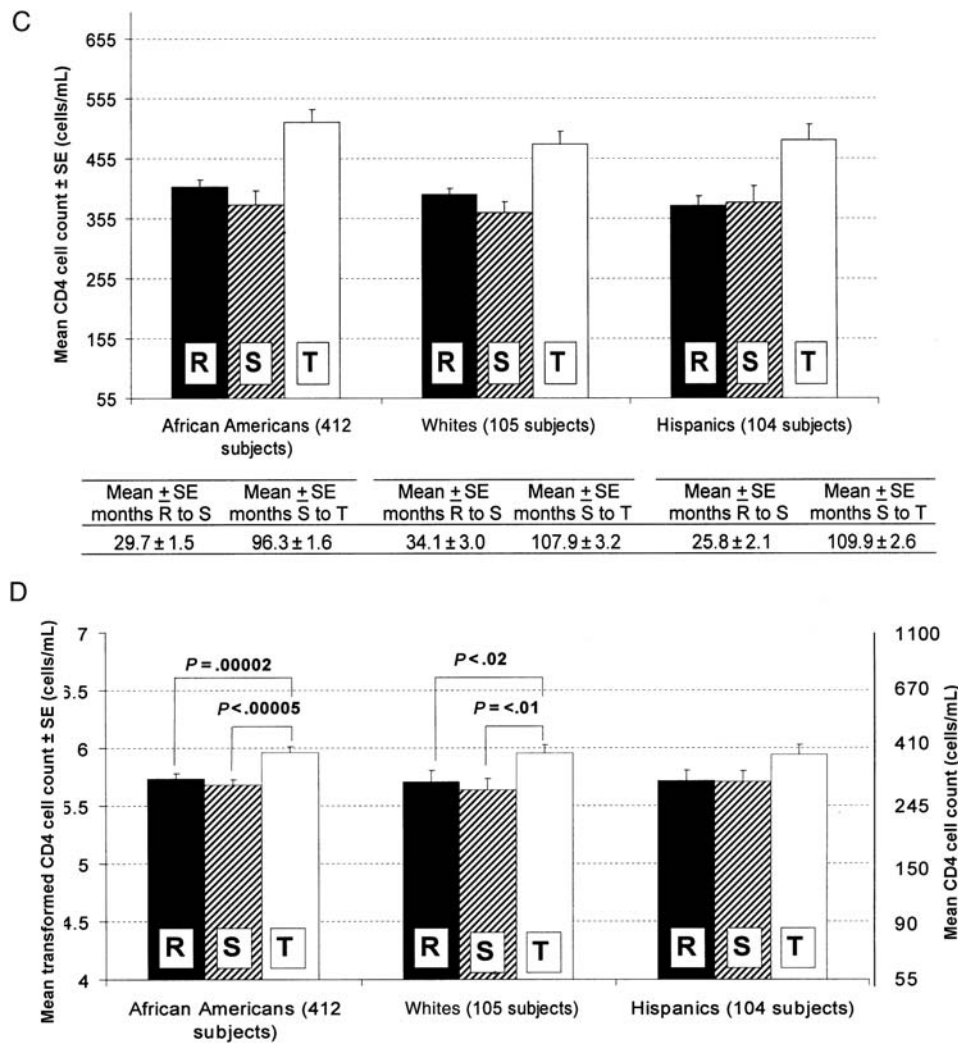 C
Mean CD4 cell count ± SE (cells/mL)
655
555
455
355
255
155
55
R S T
R S T
R S T
African Americans (412
subjects)
Whites (105 subjects)
Hispanics (104 subjects)
Mean ± SE Mean ± SE Mean ± SE Mean ± SE Mean ± SE Mean ± SE
months R to S months S to T months R to S months S to T months R to S months S to T
29.7 ± 1.5 96.3 ± 1.6 34.1 ± 3.0 107.9 ± 3.2 25.8 ± 2.1 109.9 ± 2.6
D
Mean transformed CD4 cell count ± SE (cells/mL)
7
3.5
6
5.5
5
4.5
4
P = .00002
P < .00005
P < .02
P = < .01
R S T
R S T
R S T
African Americans (412
subjects)
Whites (105 subjects)
Hispanics (104 subjects)
1100
670
410
245
150
90
55
Mean CD4 cell count (cells/mL)